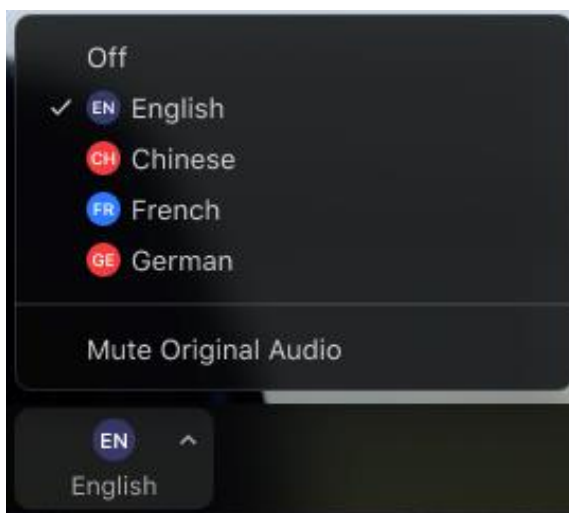 Off
EN English
CH Chinese
FR French
GE German
Mute Original Audio
EN
English